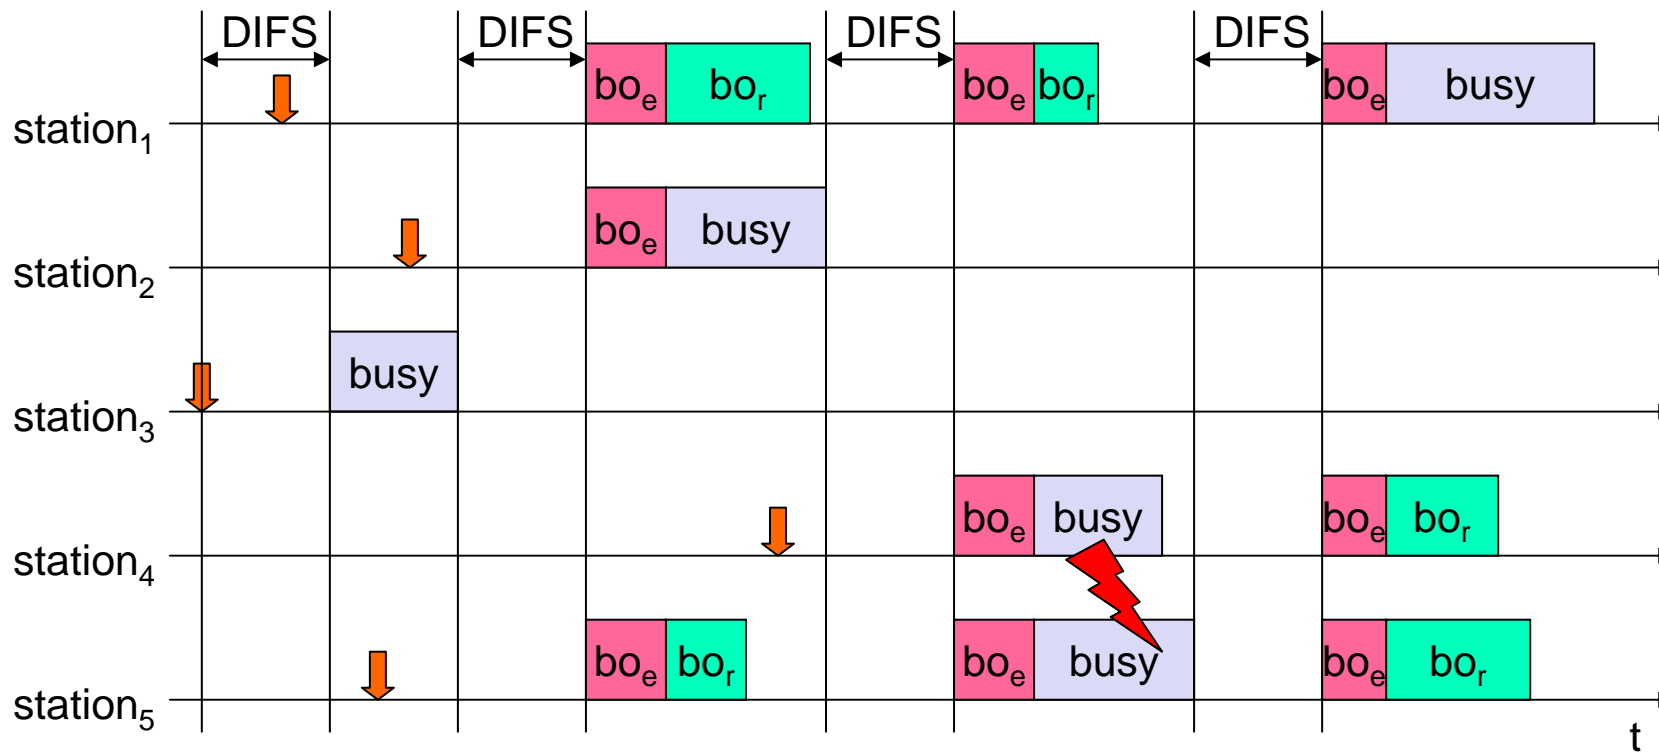 DIFS DIFS DIFS DIFS
station₁ boₑ boᵣ boₑ boᵣ boₑ busy
station₂ boₑ busy
station₃ busy
station₄ boₑ busy boₑ boᵣ
station₅ boₑ boᵣ boₑ busy boₑ boᵣ
t